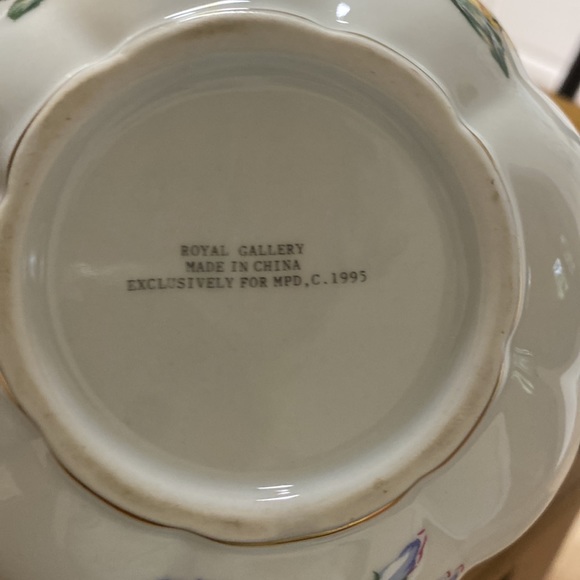 ROYAL GALLERY
MADE IN CHINA
EXCLUSIVELY FOR MPD,C.1995